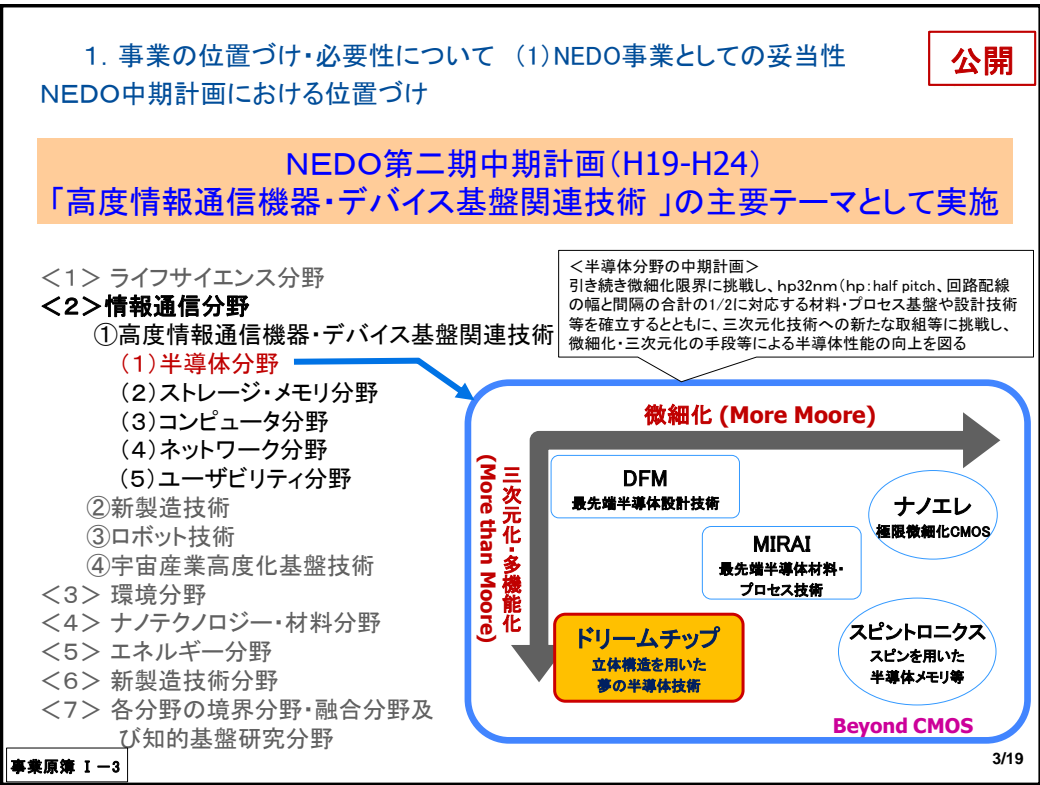 1．事業の位置づけ・必要性について　（1）NEDO事業としての妥当性
公開
NEDO中期計画における位置づけ
NEDO第二期中期計画（H19-H24）
「高度情報通信機器・デバイス基盤関連技術 」の主要テーマとして実施
＜半導体分野の中期計画＞
引き続き微細化限界に挑戦し、hp32nm（hp：half pitch、回路配線
の幅と間隔の合計の1/2に対応する材料・プロセス基盤や設計技術
等を確立するとともに、三次元化技術への新たな取組等に挑戦し、
微細化・三次元化の手段等による半導体性能の向上を図る
＜1＞ ライフサイエンス分野
＜2＞情報通信分野
①高度情報通信機器・デバイス基盤関連技術
（1）半導体分野
（2）ストレージ・メモリ分野
（3）コンピュータ分野
（4）ネットワーク分野
（5）ユーザビリティ分野
②新製造技術
③ロボット技術
④宇宙産業高度化基盤技術
＜3＞ 環境分野
＜4＞ ナノテクノロジー・材料分野
＜5＞ エネルギー分野
＜6＞ 新製造技術分野
＜7＞ 各分野の境界分野・融合分野及
び知的基盤研究分野
微細化 (More Moore)
三次元化・多機能化
(More than Moore)
DFM
最先端半導体設計技術
ナノエレ
極限微細化CMOS
MIRAI
最先端半導体材料・
プロセス技術
ドリームチップ
立体構造を用いた
夢の半導体技術
スピントロニクス
スピンを用いた
半導体メモリ等
Beyond CMOS
事業原簿 Ⅰ－3
3/19